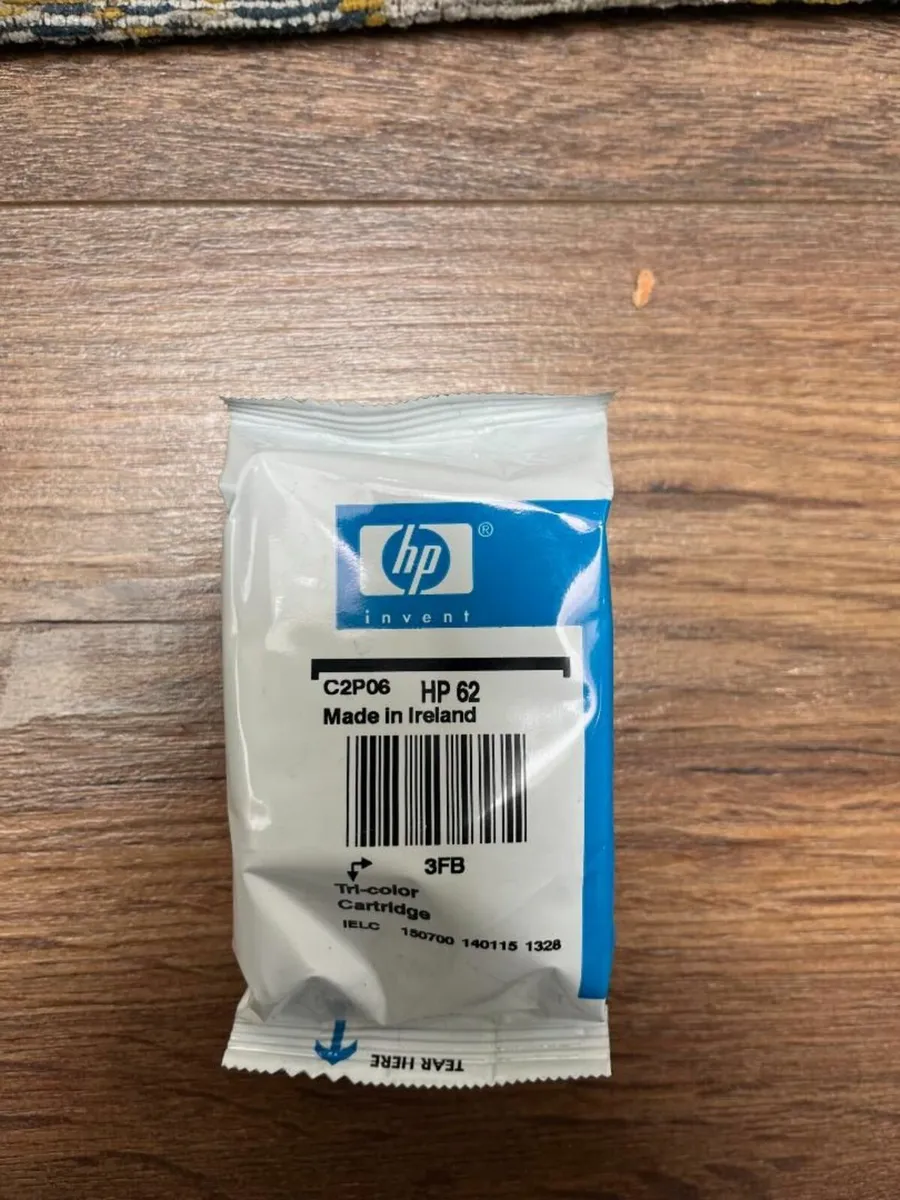 hp ®
invent
C2P06 HP 62
Made in Ireland
3FB
Tri-color
Cartridge
IELC 150700 140115 1328
TEAR HERE